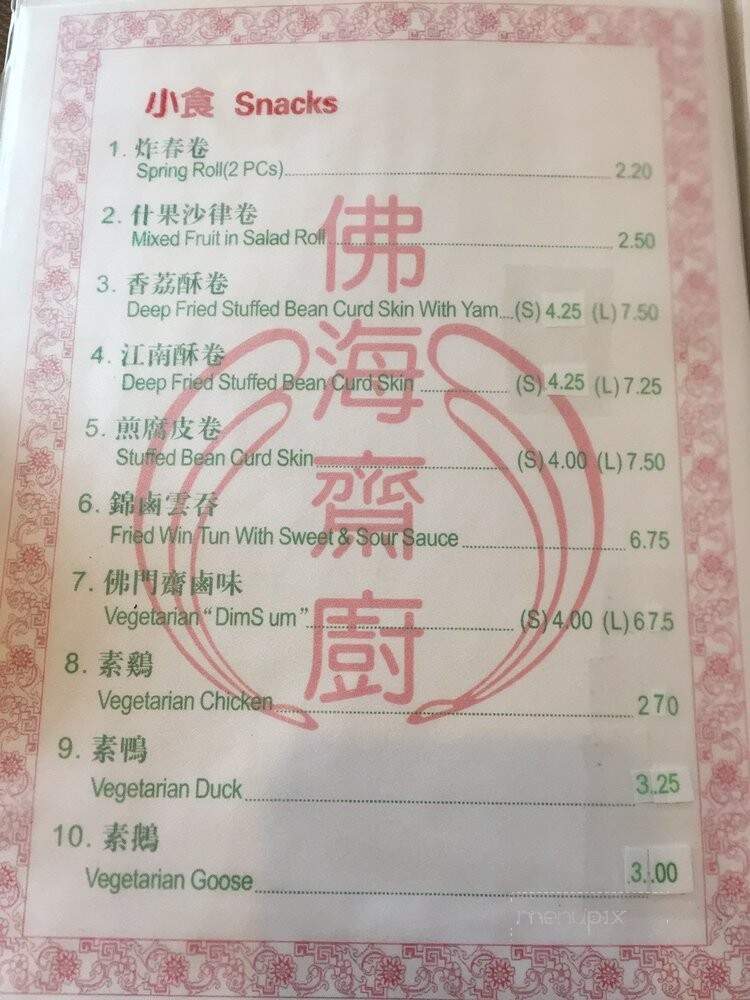 小食 Snacks
1. 炸春卷
Spring Roll(2 PCs) 2.20
2. 什果沙律卷
Mixed Fruit in Salad Roll 2.50
3. 香荔酥卷
Deep Fried Stuffed Bean Curd Skin With Yam (S) 4.25 (L) 7.50
4. 江南酥卷
Deep Fried Stuffed Bean Curd Skin (S) 4.25 (L) 7.25
5. 煎腐皮卷
Stuffed Bean Curd Skin (S) 4.00 (L) 7.50
6. 錦鹵雲吞
Fried Win Tun With Sweet & Sour Sauce 6.75
7. 佛門齋鹵味
Vegetarian “ DimS um ” (S) 4.00 (L) 675
8. 素鷄
Vegetarian Chicken 270
9. 素鴨
Vegetarian Duck 3.25
10. 素鵝
Vegetarian Goose 3.00
佛海齋廚
menupix